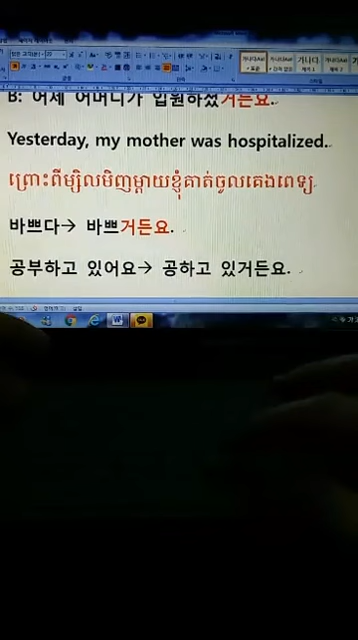 B: 어제 어머니가 입원하셨거든요.
Yesterday, my mother was hospitalized.
ព្រោះពីម្សិលមិញម្តាយខ្ញុំគាត់ចូលគេងពេទ្យ
바쁘다→ 바쁘거든요.
공부하고 있어요→ 공하고 있거든요.